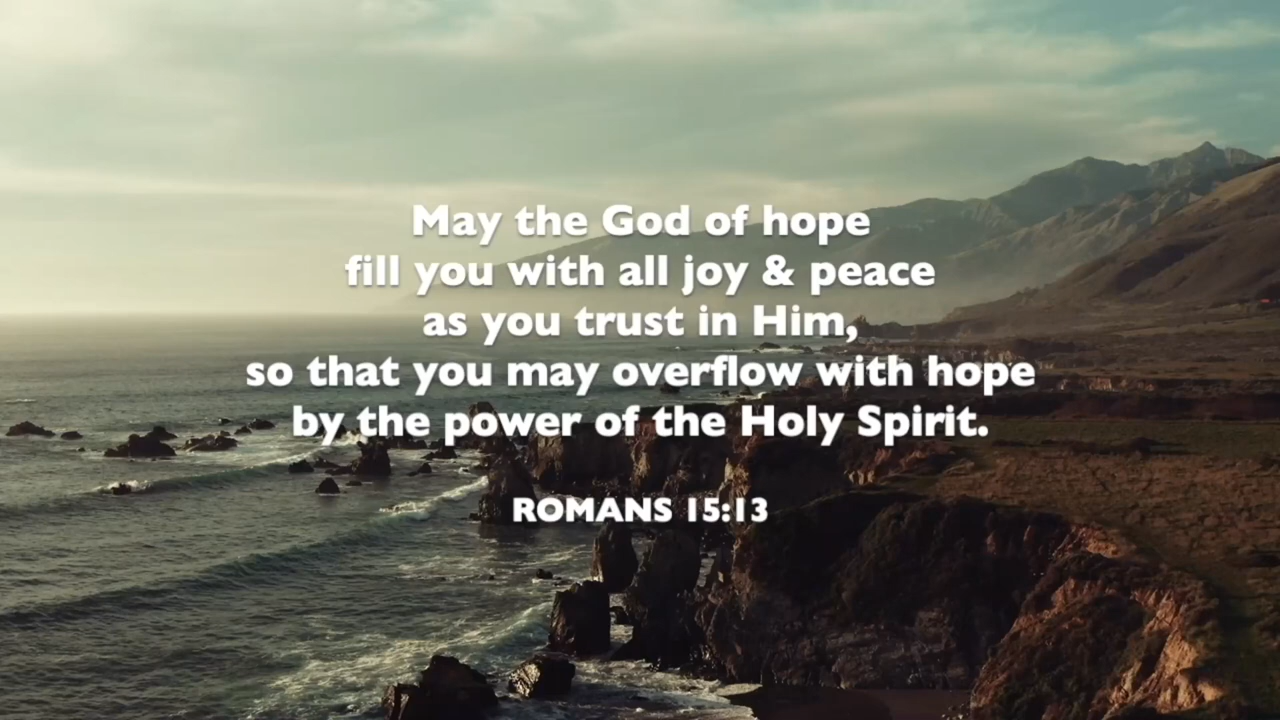 May the God of hope
fill you with all joy & peace
as you trust in Him,
so that you may overflow with hope
by the power of the Holy Spirit.
ROMANS 15:13